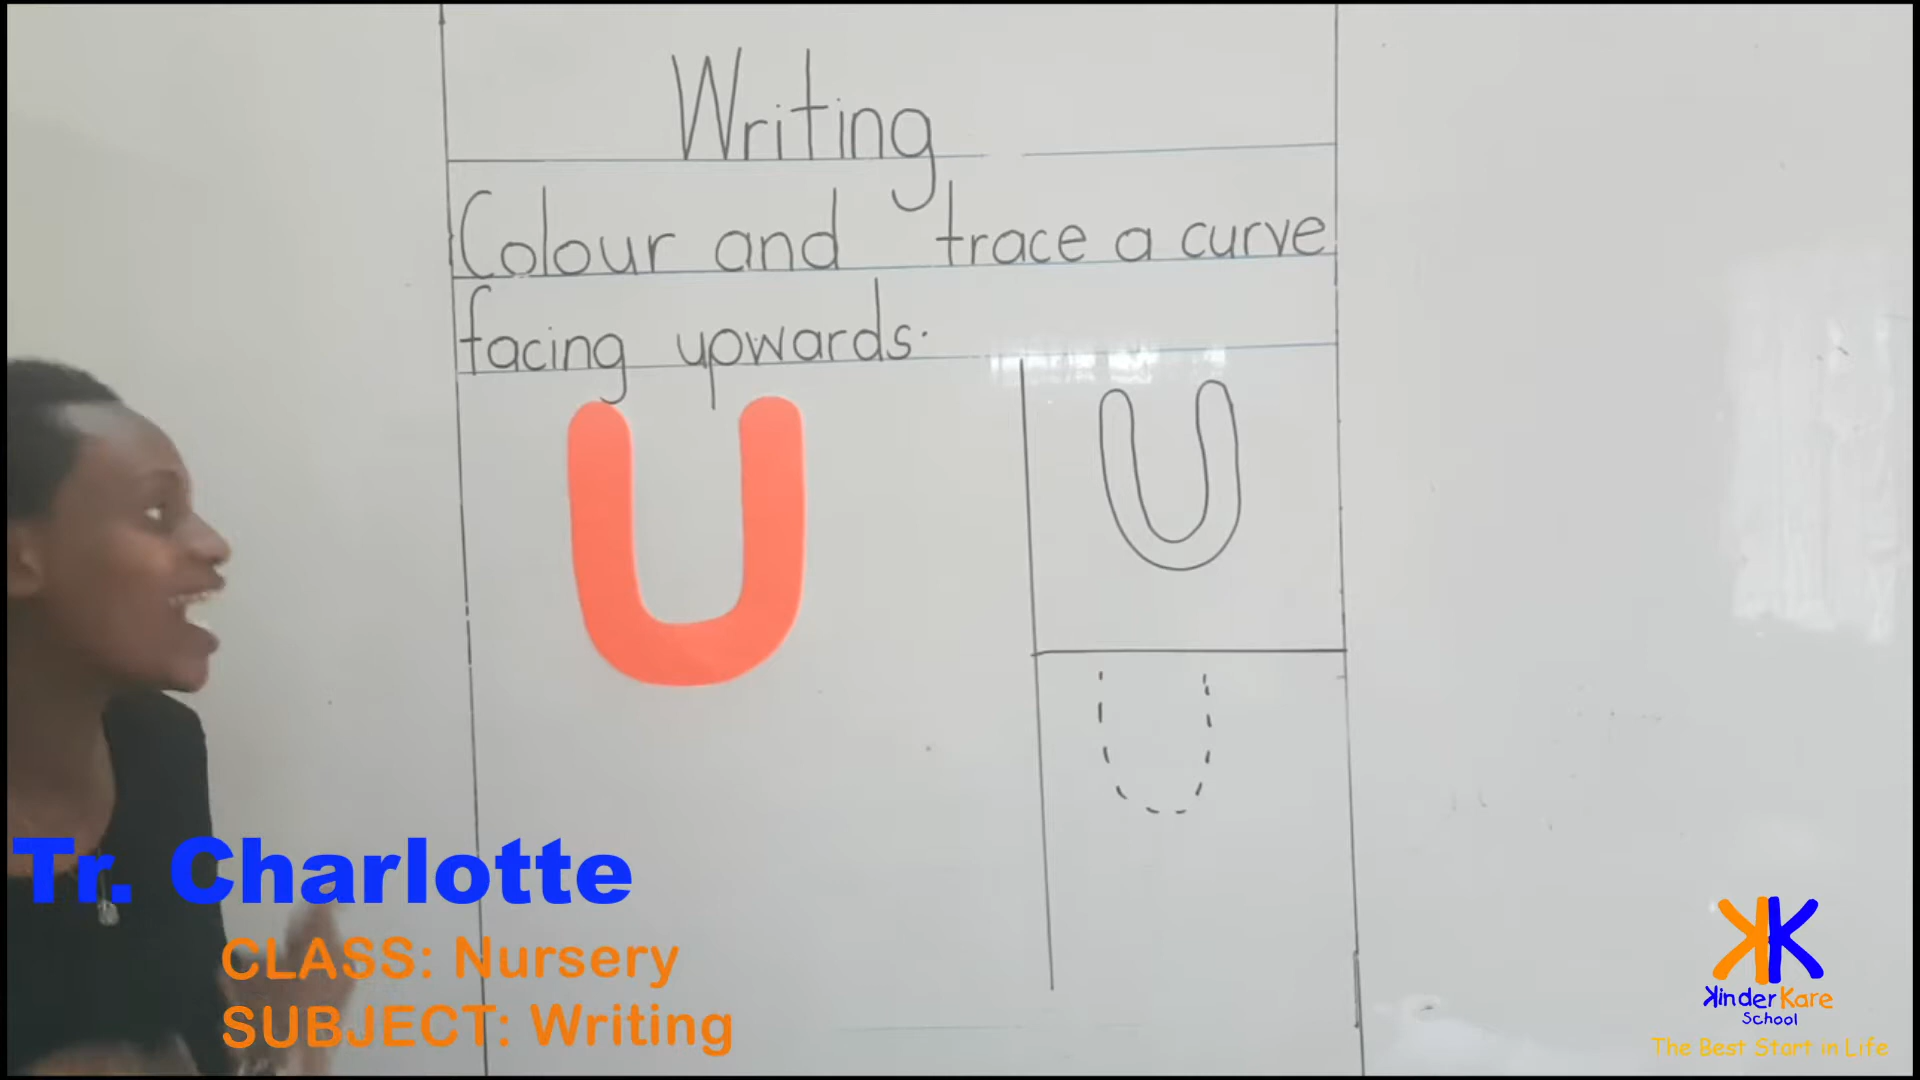 Writing
Colour and trace a curve
facing upwards.
Tr. Charlotte
CLASS: Nursery
SUBJECT: Writing
KK
KinderKare
School
The Best Start in Life